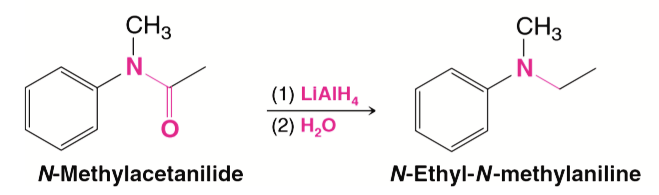 CH₃
N
O
N-Methylacetanilide
(1) LiAlH₄
(2) H₂O
CH₃
N
N-Ethyl-N-methylaniline